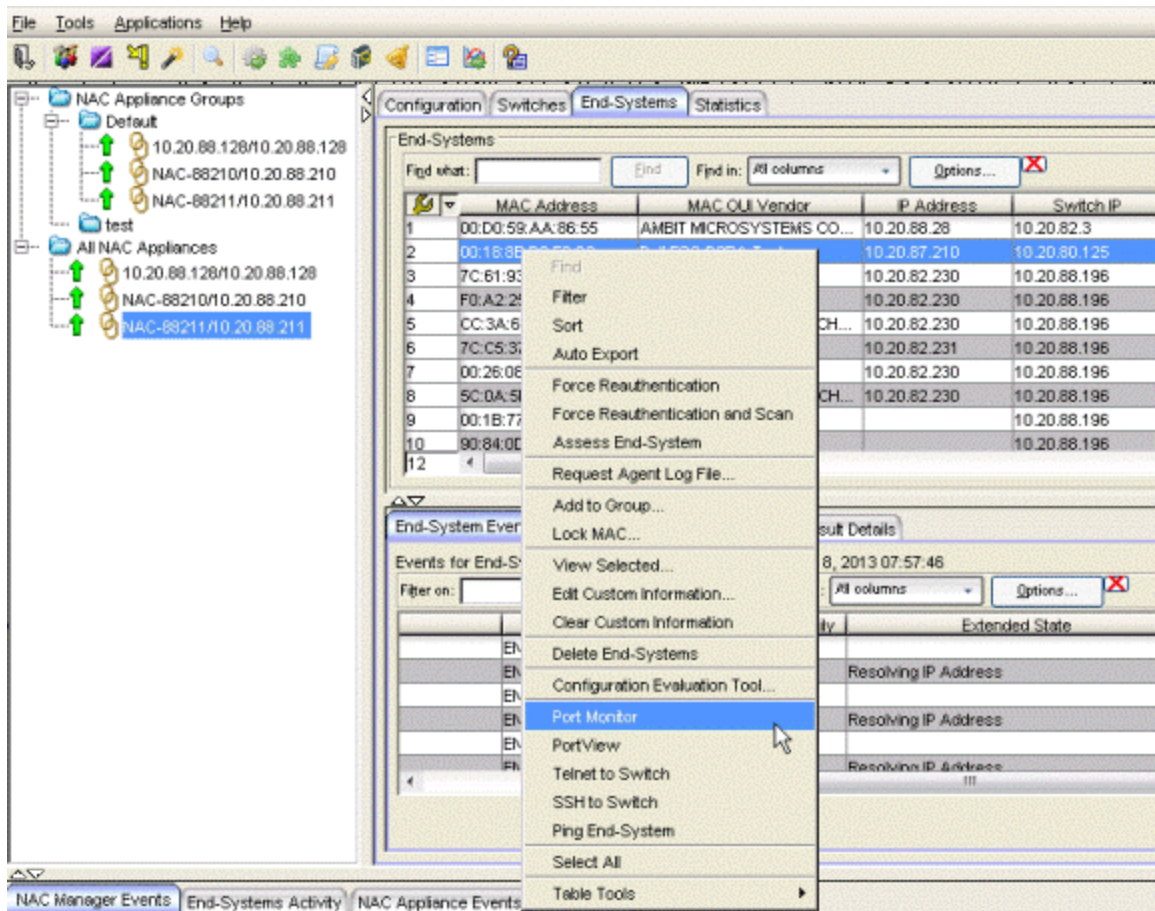 File Tools Applications Help
NAC Appliance Groups
Default
10.20.88.128/10.20.88.128
NAC-88210/10.20.88.210
NAC-88211/10.20.88.211
test
All NAC Appliances
10.20.88.128/10.20.88.128
NAC-88210/10.20.88.210
NAC-88211/10.20.88.211
Configuration Switches End-Systems Statistics
End-Systems
Find what: Find Find in: All columns Options...
MAC Address MAC OUI Vendor IP Address Switch IP
1 00:D0:59:AA:86:55 AMBIT MICROSYSTEMS CO... 10.20.88.28 10.20.82.3
2 00:18:8B 10.20.87.210 10.20.80.125
3 7C:61:93 10.20.82.230 10.20.88.196
4 F0:A2:25 10.20.82.230 10.20.88.196
5 CC:3A:6 CH... 10.20.82.230 10.20.88.196
6 7C:C5:37 10.20.82.231 10.20.88.196
7 00:26:08 10.20.82.230 10.20.88.196
8 5C:0A:5 CH... 10.20.82.230 10.20.88.196
9 00:1B:77 10.20.88.196
10 90:84:0D 10.20.88.196
12
Find
Filter
Sort
Auto Export
Force Reauthentication
Force Reauthentication and Scan
Assess End-System
Request Agent Log File...
Add to Group...
Lock MAC...
View Selected...
Edit Custom Information...
Clear Custom Information
Delete End-Systems
Configuration Evaluation Tool...
Port Monitor
PortView
Telnet to Switch
SSH to Switch
Ping End-System
Select All
Table Tools
End-System Ever sult Details
Events for End-S 8, 2013 07:57:46
Filter on: : All columns Options...
ily Extended State
Resolving IP Address
Resolving IP Address
Resolving IP Address
NAC Manager Events End-Systems Activity NAC Appliance Events